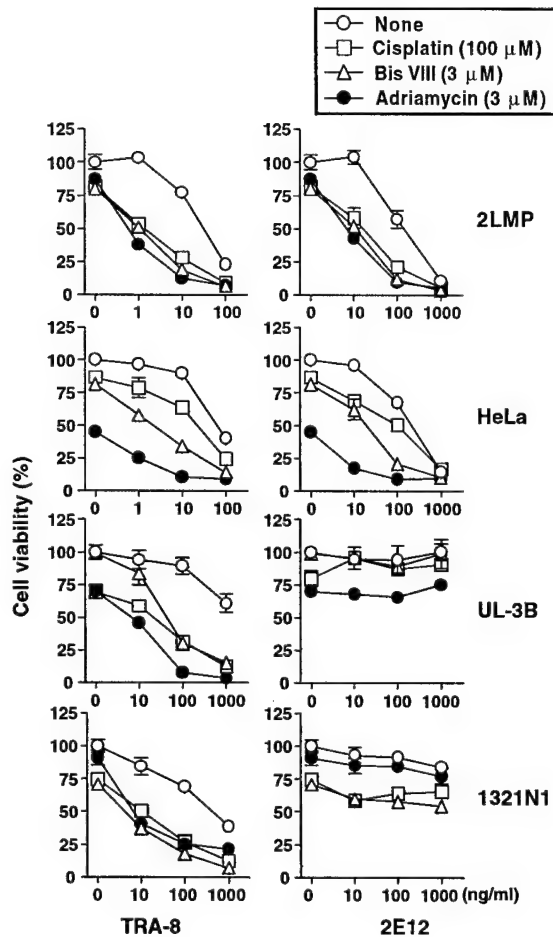 None
Cisplatin (100 μM)
Bis VIII (3 μM)
Adriamycin (3 μM)
Cell viability (%)
125
100
75
50
25
0
0 1 10 100
125
100
75
50
25
0
0 10 100 1000
2LMP
125
100
75
50
25
0
0 1 10 100
125
100
75
50
25
0
0 10 100 1000
HeLa
125
100
75
50
25
0
0 10 100 1000
125
100
75
50
25
0
0 10 100 1000
UL-3B
125
100
75
50
25
0
0 10 100 1000
125
100
75
50
25
0
0 10 100 1000 (ng/ml)
1321N1
TRA-8
2E12